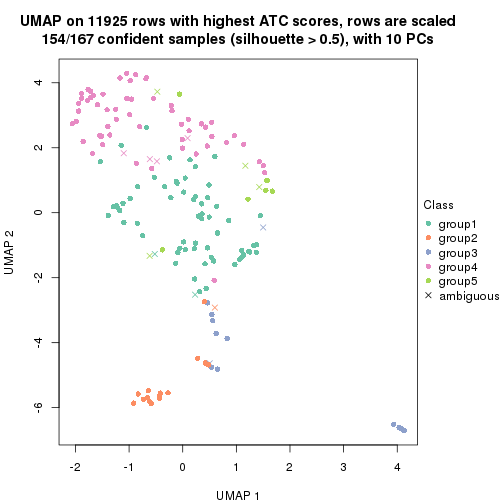 UMAP on 11925 rows with highest ATC scores, rows are scaled
154/167 confident samples (silhouette > 0.5), with 10 PCs
UMAP 2
4
2
0
-2
-4
-6
-2
-1
0
1
2
3
4
UMAP 1
Class
group1
group2
group3
group4
group5
ambiguous